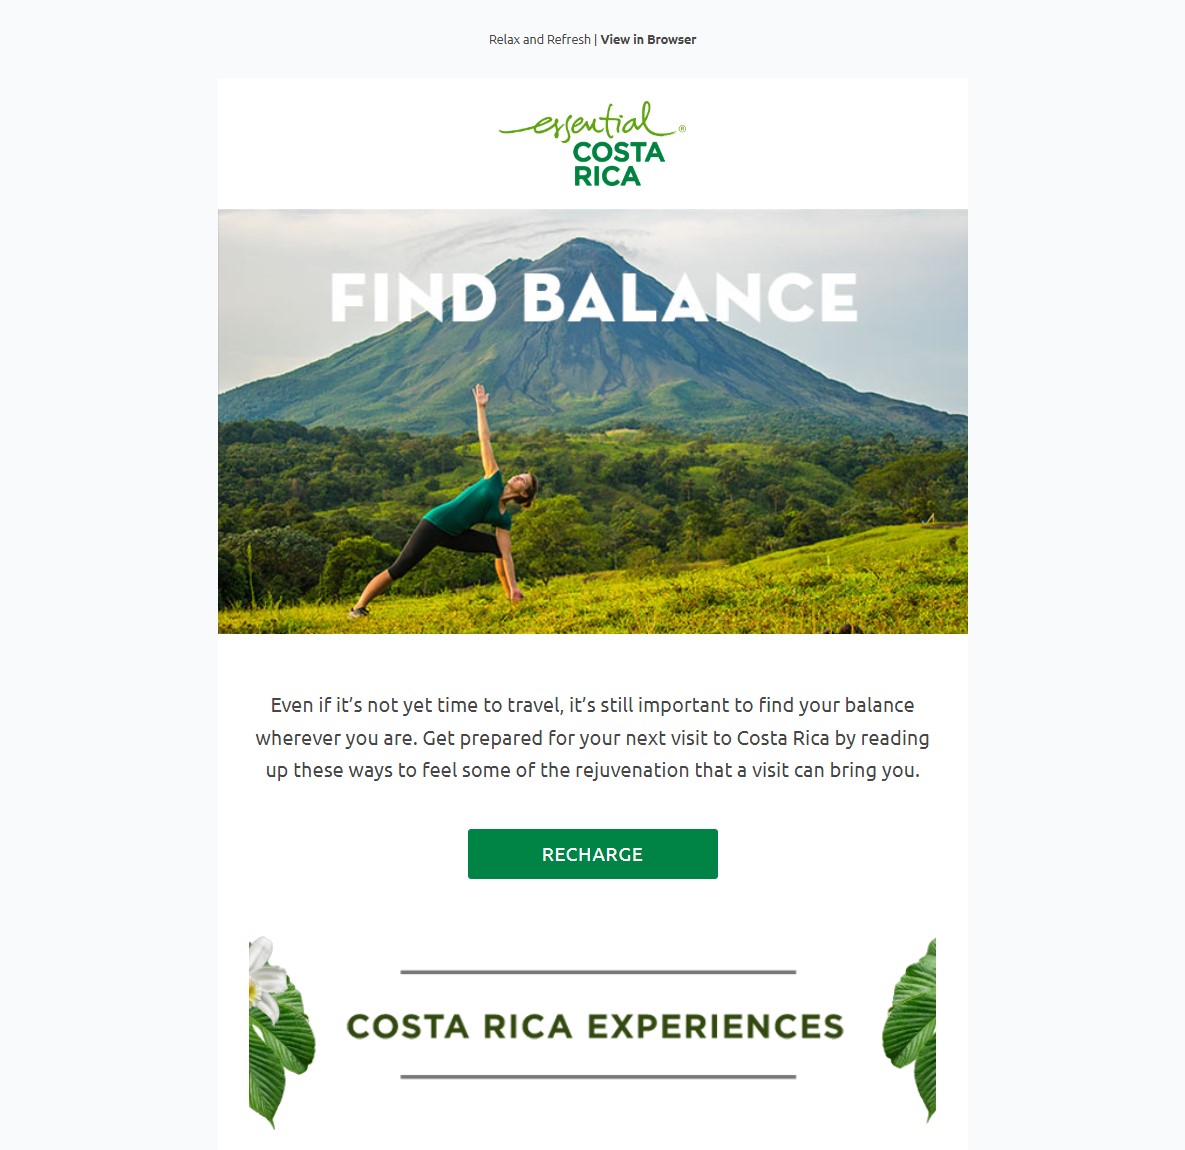 Relax and Refresh | View in Browser
essential ®
COSTA
RICA
FIND BALANCE
Even if it’s not yet time to travel, it’s still important to find your balance
wherever you are. Get prepared for your next visit to Costa Rica by reading
up these ways to feel some of the rejuvenation that a visit can bring you.
RECHARGE
COSTA RICA EXPERIENCES